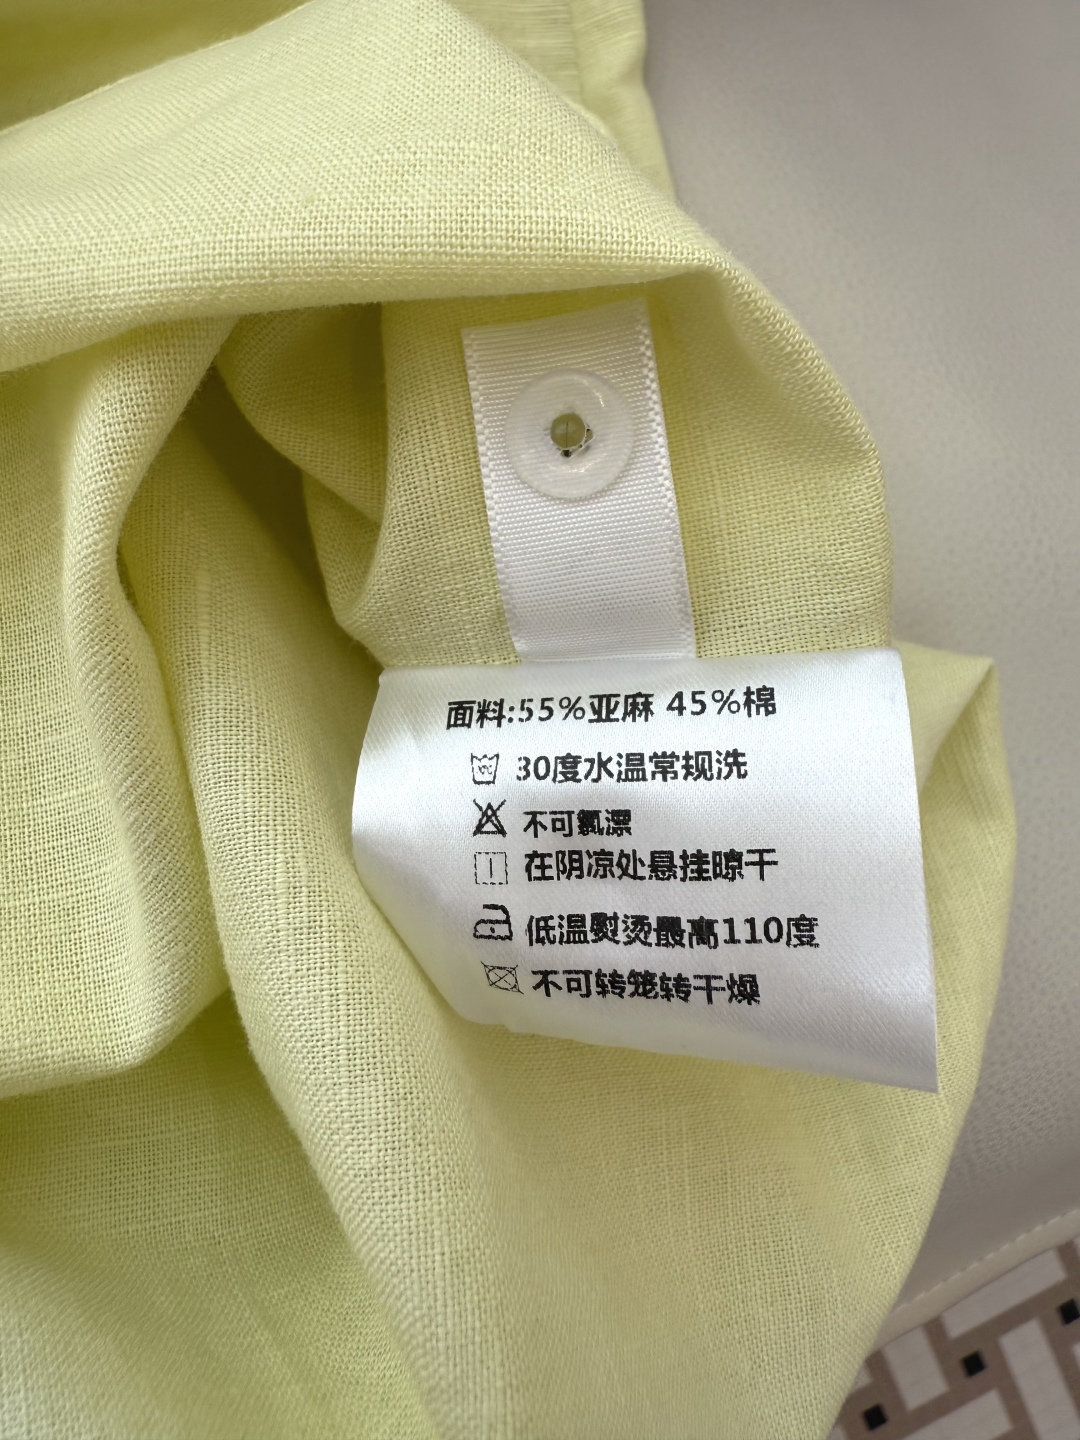 面料:55%亚麻 45%棉
30度水温常规洗
不可氯漂
在阴凉处悬挂晾干
低温熨烫最高110度
不可转笼转干燥